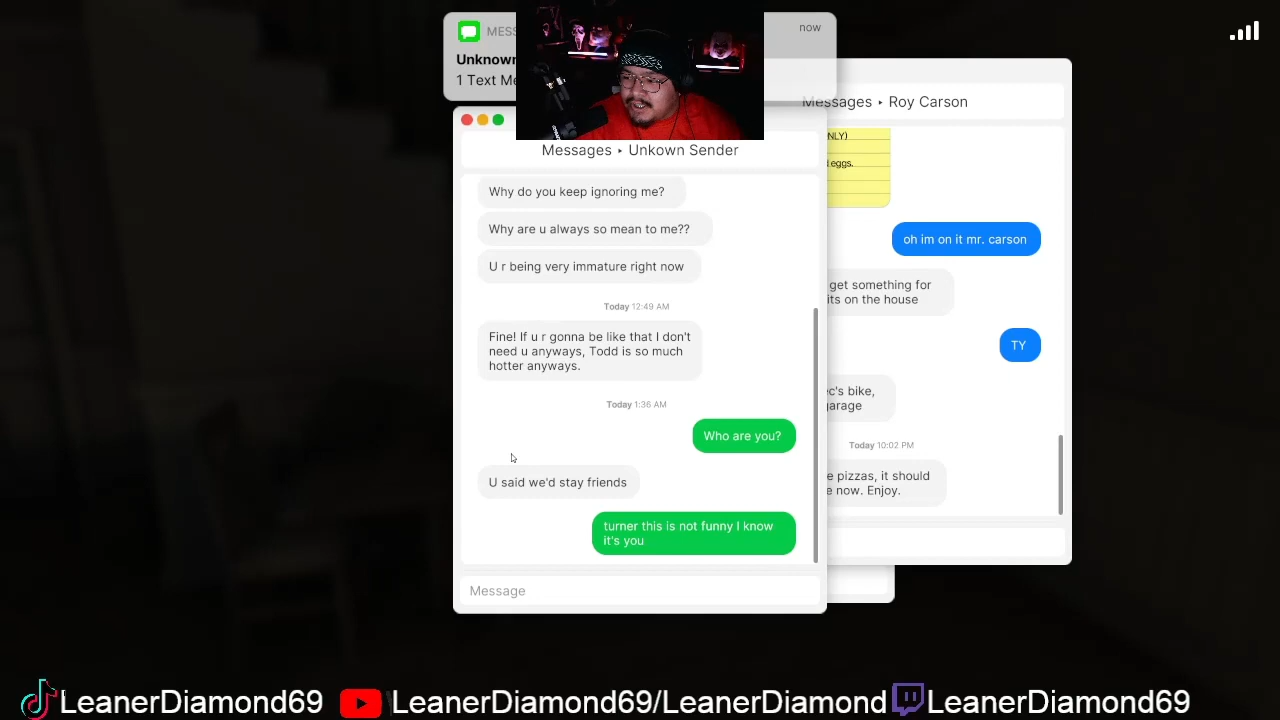 MESS
now
Unknown
1 Text Me
Messages ▸ Roy Carson
Messages ▸ Unkown Sender
NLY)
eggs.
Why do you keep ignoring me?
Why are u always so mean to me??
oh im on it mr. carson
U r being very immature right now
get something for
its on the house
Today 12:49 AM
Fine! If u r gonna be like that I don't
need u anyways, Todd is so much
hotter anyways.
TY
ec's bike,
garage
Today 1:36 AM
Who are you?
Today 10:02 PM
e pizzas, it should
e now. Enjoy.
U said we'd stay friends
turner this is not funny I know
it's you
Message
LeanerDiamond69
LeanerDiamond69/LeanerDiamond
LeanerDiamond69